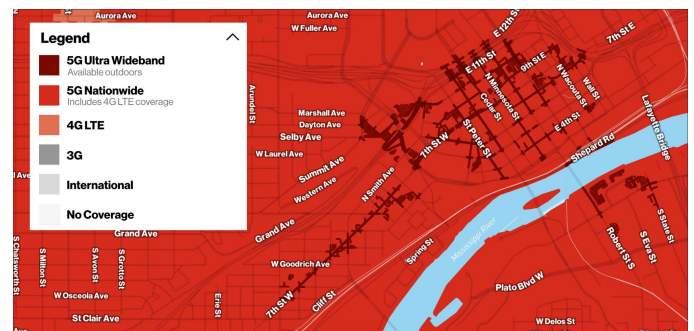 Aurora Ave
Aurora Ave
W Fuller Ave
E 12th St
7th St E
Legend
5G Ultra Wideband
Available outdoors
5G Nationwide
Includes 4G LTE coverage
4G LTE
3G
International
No Coverage
E 11th St
9th St E
N Minnesota St
N Wacouta St
Wall St
Cedar St
Arundel St
Marshall Ave
Dayton Ave
Selby Ave
7th St W
St Peter St
E 4th St
Lafayette Bridge
Shepard Rd
W Laurel Ave
Summit Ave
Western Ave
N Smith Ave
l Ave
Grand Ave
Grand Ave
S Chatsworth St
S Milton St
S Avon St
S Grotto St
W Goodrich Ave
Spring St
Mississippi River
Robert St S
S Eva St
S State St
Plato Blvd W
W Osceola Ave
Erie St
7th St W
Cliff St
St Clair Ave
W Delos St